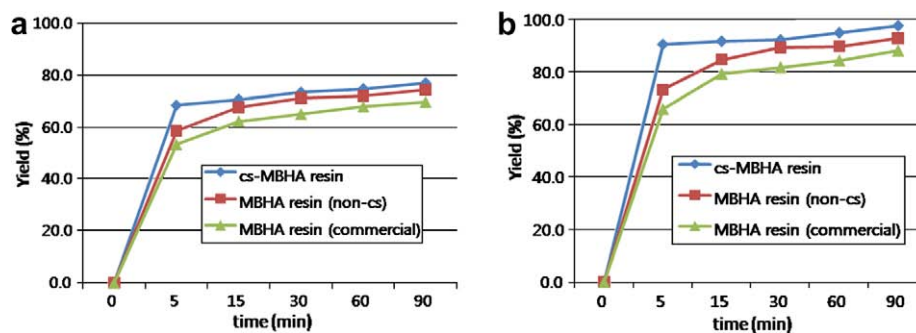 a
100.0
80.0
60.0
40.0
20.0
0.0
Yield (%)
cs-MBHA resin
MBHA resin (non-cs)
MBHA resin (commercial)
0 5 15 30 60 90
time (min)
b
100.0
80.0
60.0
40.0
20.0
0.0
Yield (%)
cs-MBHA resin
MBHA resin (non-cs)
MBHA resin (commercial)
0 5 15 30 60 90
time (min)